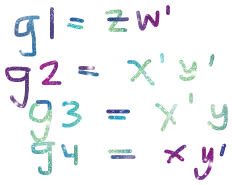 g1 = zw'
g2 = x'y'
g3 = x'y
g4 = xy'